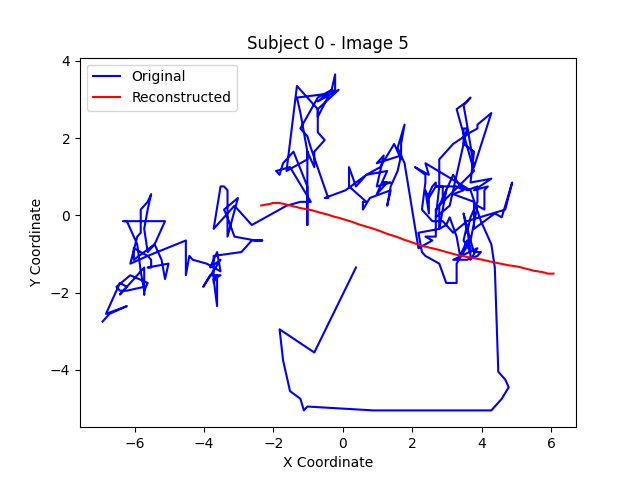 Subject 0 - Image 5
Original
Reconstructed
4
2
0
−2
−4
Y Coordinate
−6 −4 −2 0 2 4 6
X Coordinate